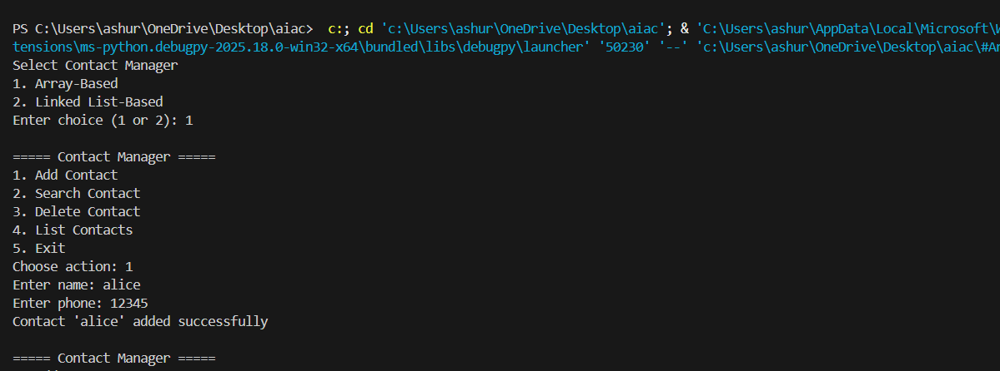 PS C:\Users\ashur\OneDrive\Desktop\aiac>  c:; cd 'c:\Users\ashur\OneDrive\Desktop\aiac'; & 'C:\Users\ashur\AppData\Local\Microsoft\
tensions\ms-python.debugpy-2025.18.0-win32-x64\bundled\libs\debugpy\launcher' '50230' '--' 'c:\Users\ashur\OneDrive\Desktop\aiac\
Select Contact Manager
1. Array-Based
2. Linked List-Based
Enter choice (1 or 2): 1
===== Contact Manager =====
1. Add Contact
2. Search Contact
3. Delete Contact
4. List Contacts
5. Exit
Choose action: 1
Enter name: alice
Enter phone: 12345
Contact 'alice' added successfully
===== Contact Manager =====